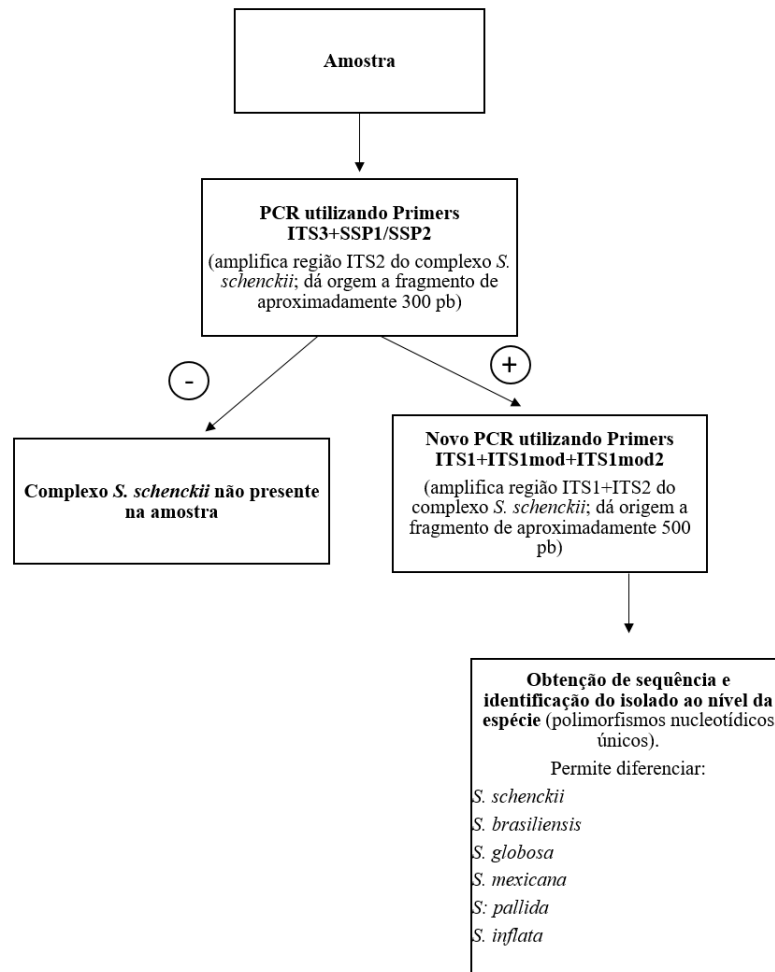 Amostra
PCR utilizando Primers
ITS3+SSP1/SSP2
(amplifica região ITS2 do complexo S.
schenckii; dá orgem a fragmento de
aproximadamente 300 pb)
-
+
Complexo S. schenckii não presente
na amostra
Novo PCR utilizando Primers
ITS1+ITS1mod+ITS1mod2
(amplifica região ITS1+ITS2 do
complexo S. schenckii; dá origem a
fragmento de aproximadamente 500
pb)
Obtenção de sequência e
identificação do isolado ao nível da
espécie (polimorfismos nucleotídicos
únicos).
Permite diferenciar:
S. schenckii
S. brasiliensis
S. globosa
S. mexicana
S: pallida
S. inflata